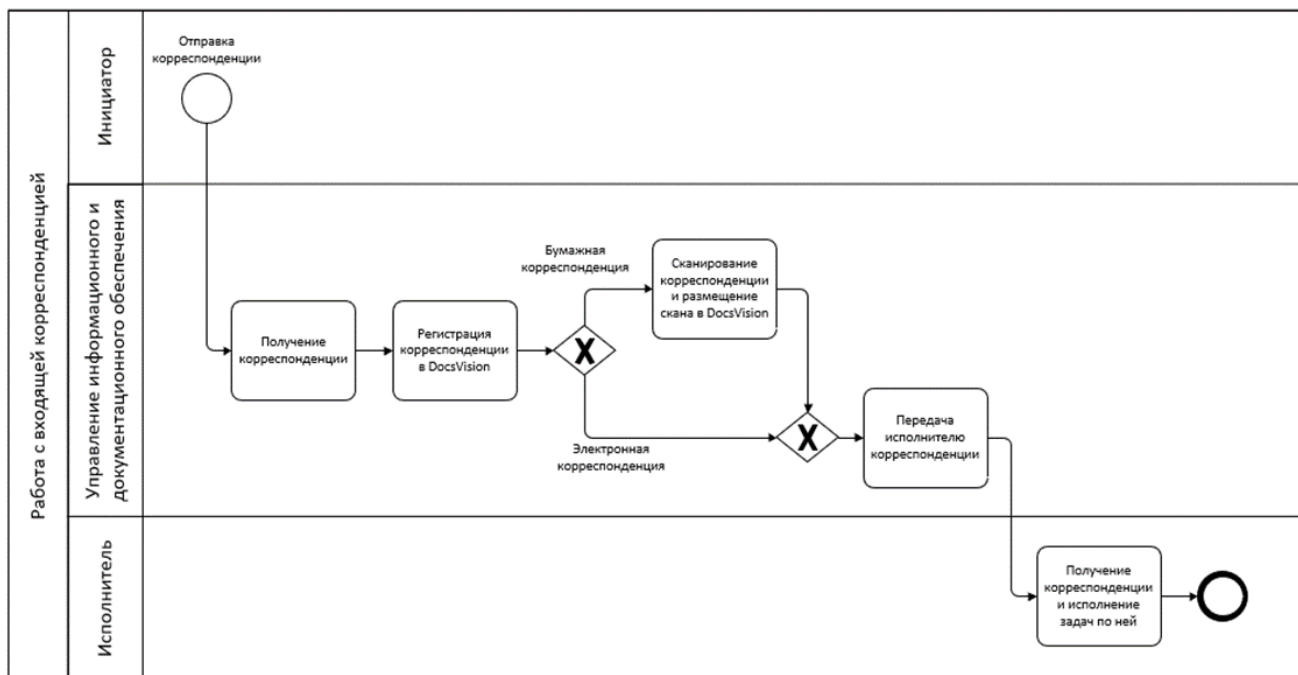 Работа с входящей корреспонденцией
Инициатор
Отправка
корреспонденции
Управление информационного и
документационного обеспечения
Получение
корреспонденции
Регистрация
корреспонденции
в DocsVision
X
Бумажная
корреспонденция
Сканирование
корреспонденции
и размещение
скана в DocsVision
Электронная
корреспонденция
X
Передача
исполнителю
корреспонденции
Исполнитель
Получение
корреспонденции
и исполнение
задач по ней